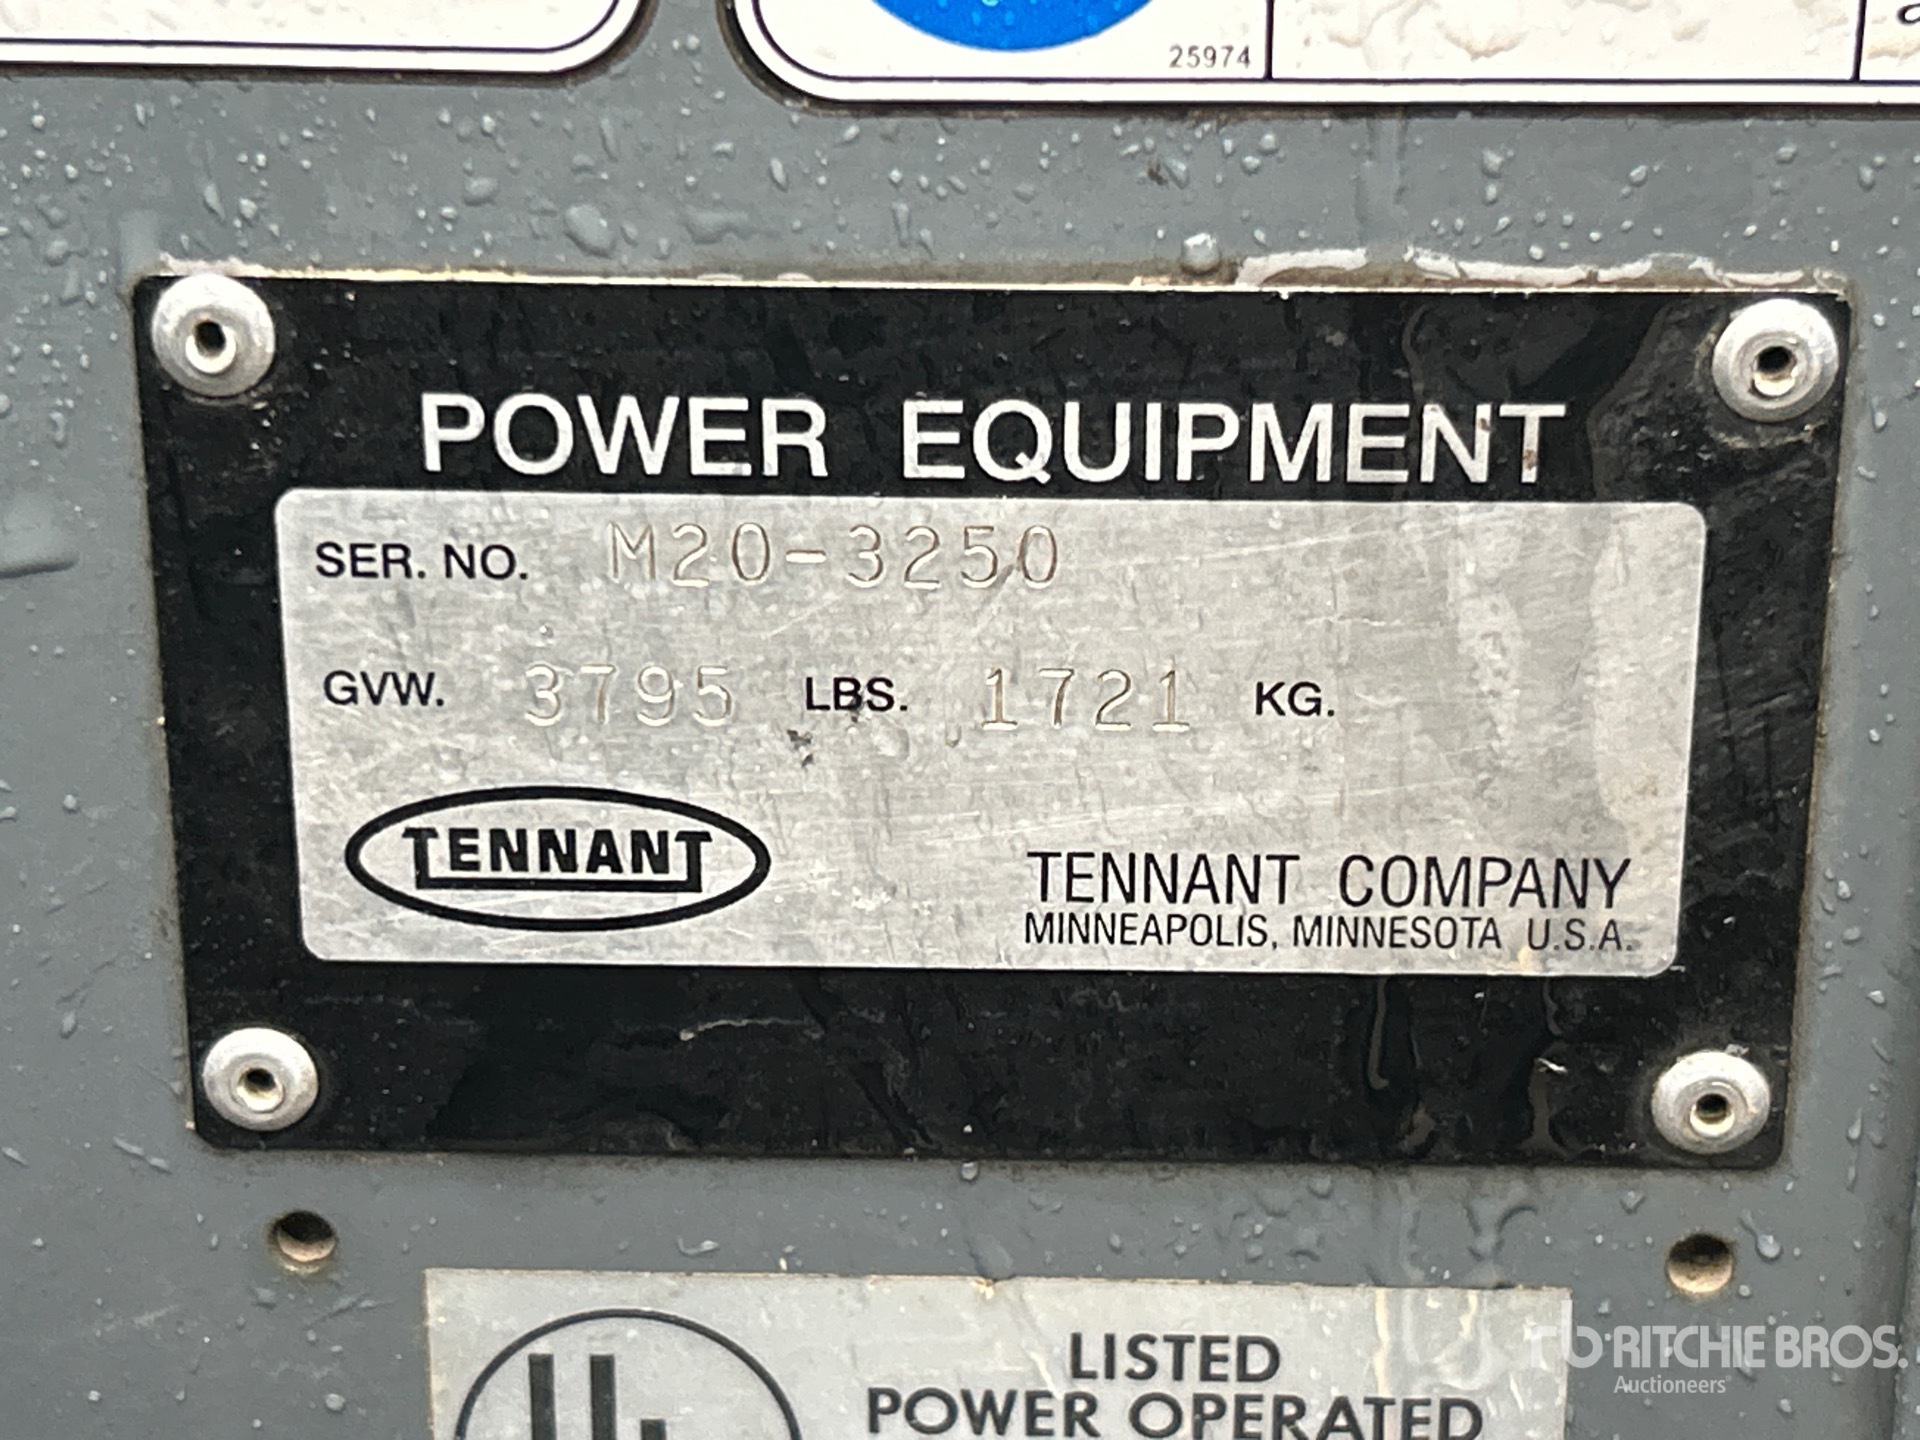 25974
POWER EQUIPMENT
SER. NO. M20-3250
GVW. 3795 LBS. 1721 KG.
TENNANT
TENNANT COMPANY
MINNEAPOLIS, MINNESOTA U.S.A.
UL
LISTED
POWER OPERATED
RITCHIE BROS.
Auctioneers